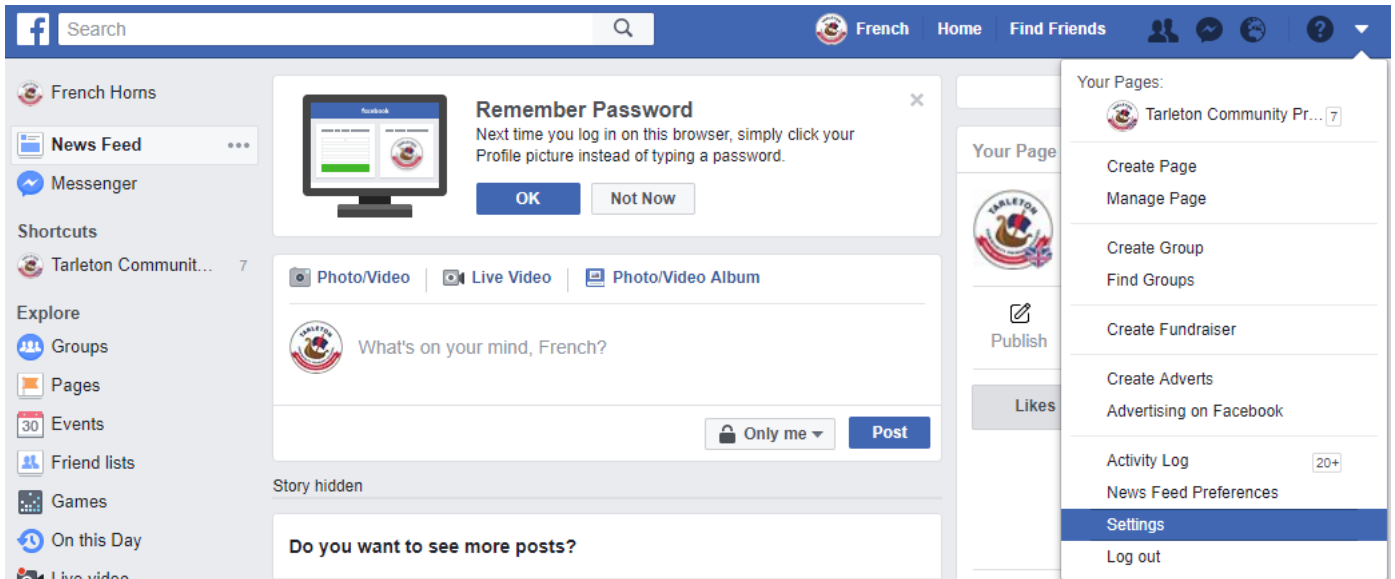 f Search French Home Find Friends
French Horns
News Feed
Messenger
Shortcuts
Tarleton Communit... 7
Explore
Groups
Pages
30 Events
Friend lists
Games
On this Day
Live video
facebook
Remember Password
Next time you log in on this browser, simply click your
Profile picture instead of typing a password.
OK Not Now
Photo/Video Live Video Photo/Video Album
What's on your mind, French?
Only me Post
Story hidden
Do you want to see more posts?
Your Page
TARLETON
Publish
Likes
Your Pages:
Tarleton Community Pr... 7
Create Page
Manage Page
Create Group
Find Groups
Create Fundraiser
Create Adverts
Advertising on Facebook
Activity Log 20+
News Feed Preferences
Settings
Log out